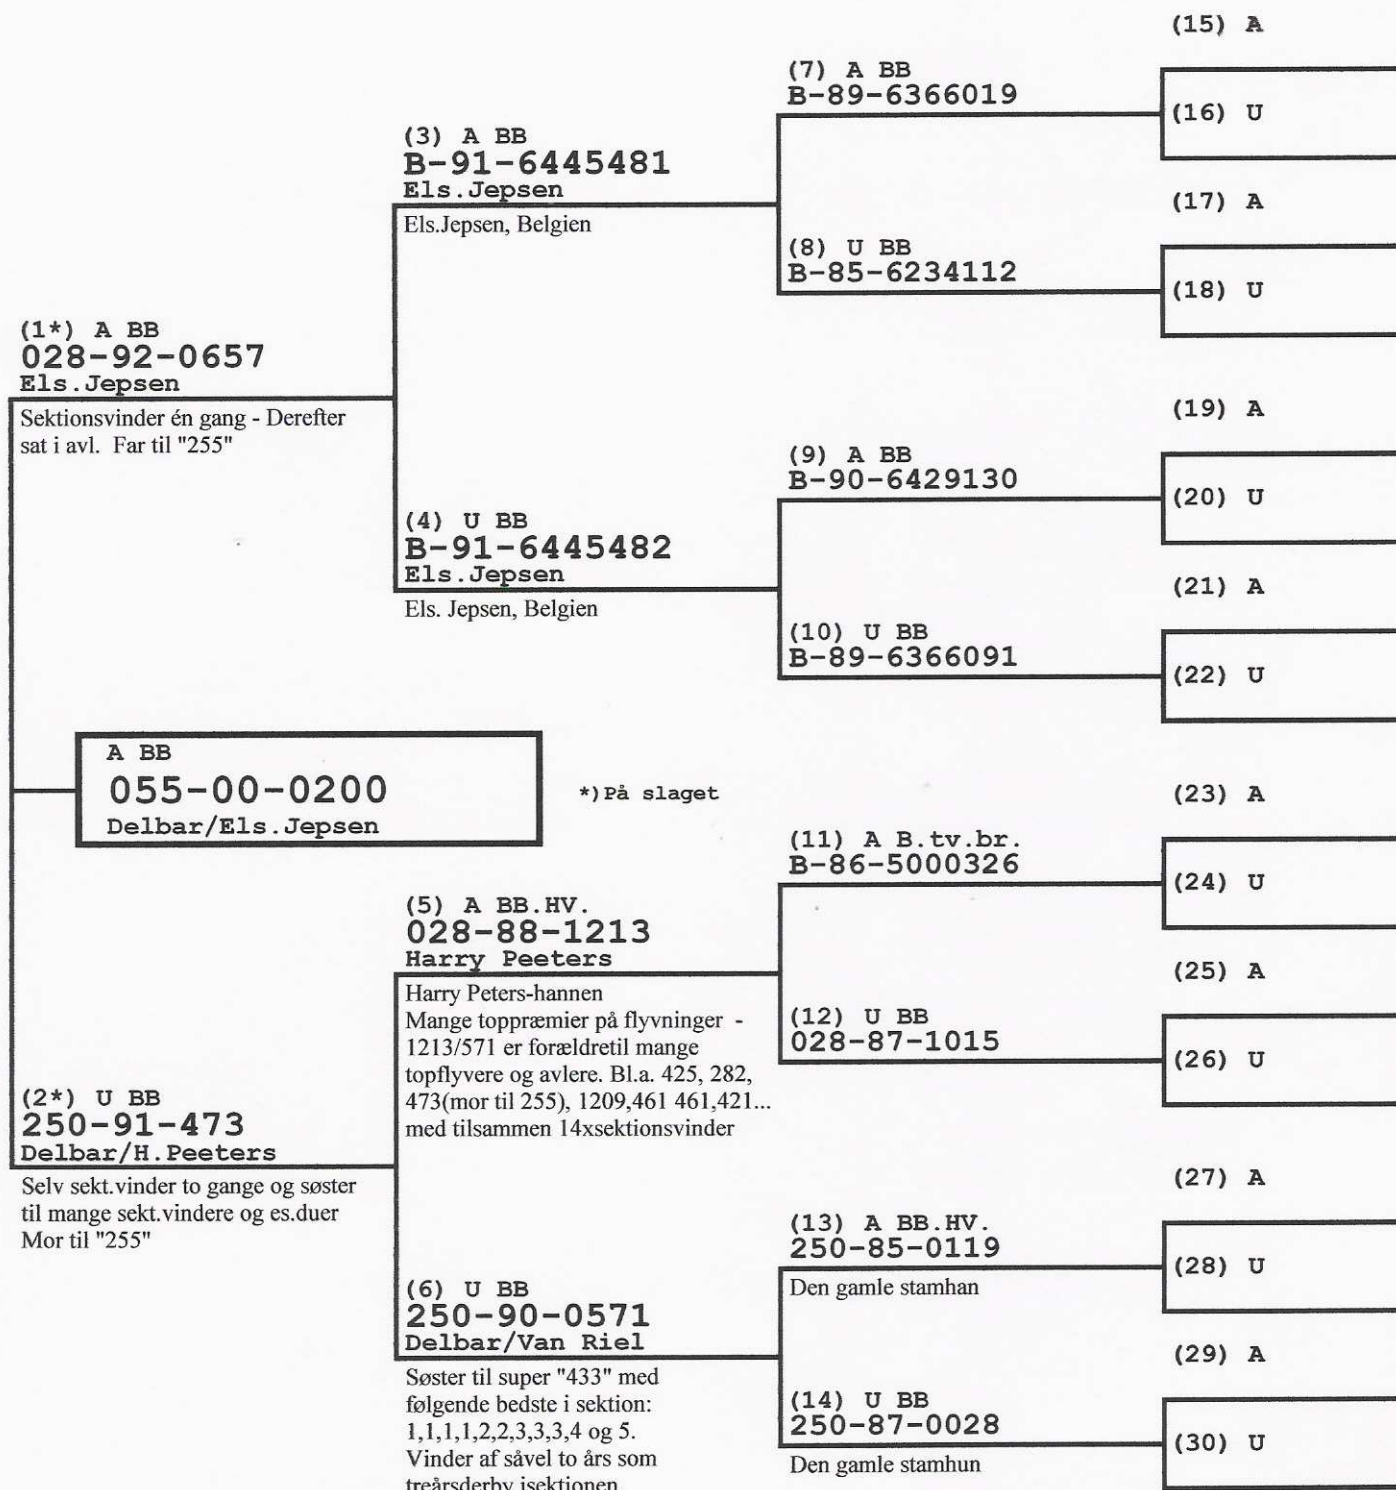 (15) A
(7) A BB
B-89-6366019
(16) U
(3) A BB
B-91-6445481
Els.Jepsen
Els.Jepsen, Belgien
(17) A
(8) U BB
B-85-6234112
(18) U
(1*) A BB
028-92-0657
Els.Jepsen
Sektionsvinder én gang - Derefter
sat i avl. Far til "255"
(19) A
(9) A BB
B-90-6429130
(20) U
(4) U BB
B-91-6445482
Els.Jepsen
Els. Jepsen, Belgien
(21) A
(10) U BB
B-89-6366091
(22) U
A BB
055-00-0200
Delbar/Els.Jepsen
*)På slaget
(23) A
(11) A B.tv.br.
B-86-5000326
(24) U
(5) A BB.HV.
028-88-1213
Harry Peeters
Harry Peters-hannen
Mange toppræmier på flyvninger -
1213/571 er forældretil mange
topflyvere og avlere. Bl.a. 425, 282,
473(mor til 255), 1209,461 461,421...
med tilsammen 14xsektionsvinder
(25) A
(12) U BB
028-87-1015
(26) U
(2*) U BB
250-91-473
Delbar/H.Peeters
Selv sekt.vinder to gange og søster
til mange sekt.vindere og es.duer
Mor til "255"
(27) A
(13) A BB.HV.
250-85-0119
Den gamle stamhan
(28) U
(6) U BB
250-90-0571
Delbar/Van Riel
Søster til super "433" med
følgende bedste i sektion:
1,1,1,1,2,2,3,3,3,4 og 5.
Vinder af såvel to års som
treårsderby isektionen
(29) A
(14) U BB
250-87-0028
Den gamle stamhun
(30) U